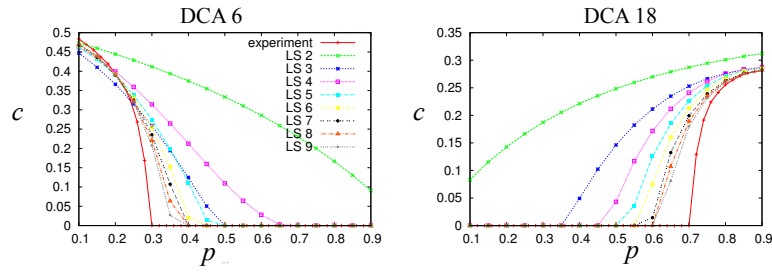 DCA 6
DCA 18
c
0.5
0.45
0.4
0.35
0.3
0.25
0.2
0.15
0.1
0.05
0
experiment
LS 2
LS 3
LS 4
LS 5
LS 6
LS 7
LS 8
LS 9
0.1 0.2 0.3 0.4 0.5 0.6 0.7 0.8 0.9
p
c
0.35
0.3
0.25
0.2
0.15
0.1
0.05
0
0.1 0.2 0.3 0.4 0.5 0.6 0.7 0.8 0.9
p